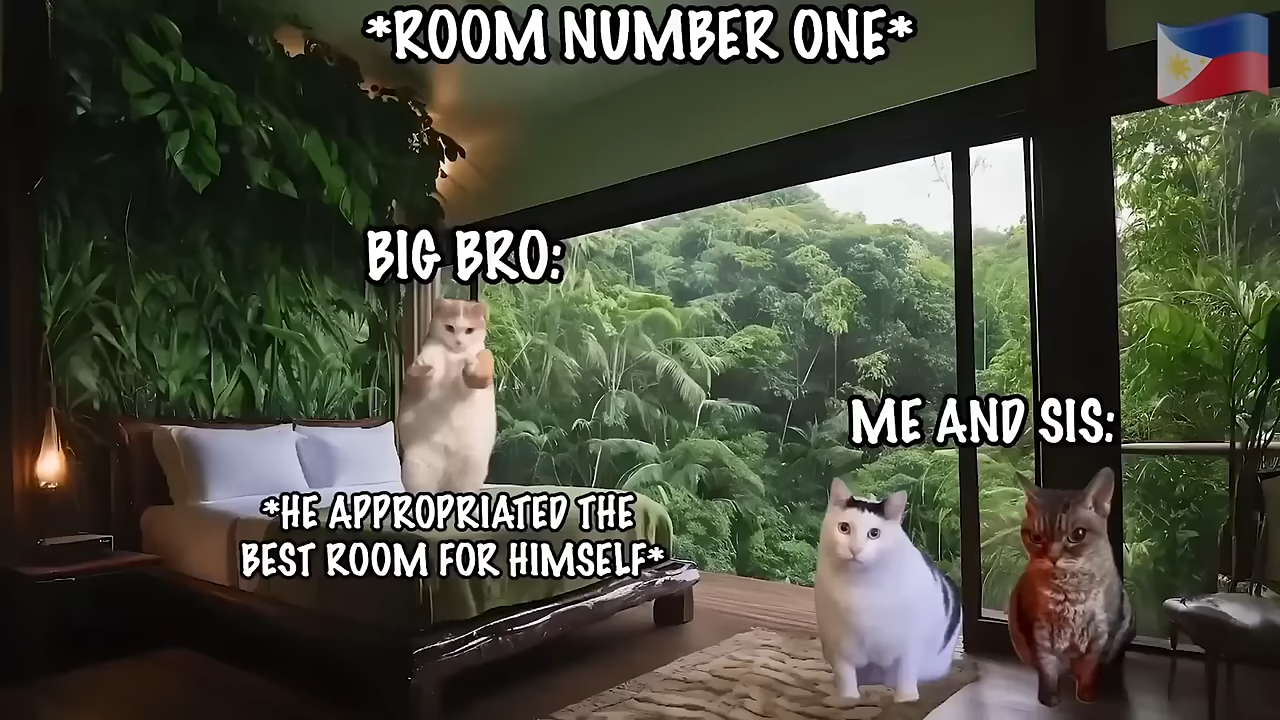 *ROOM NUMBER ONE*
BIG BRO:
ME AND SIS:
*HE APPROPRIATED THE
BEST ROOM FOR HIMSELF*